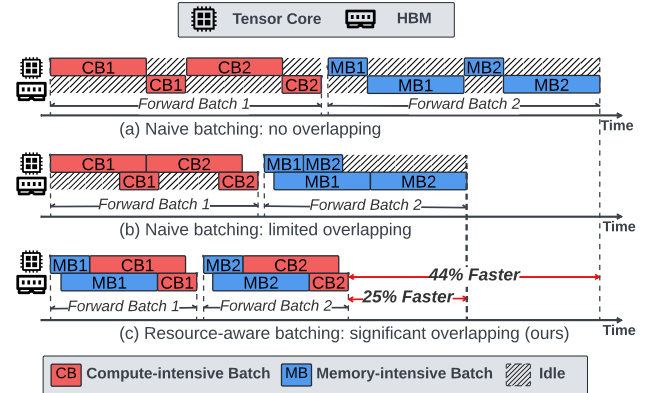 Tensor Core HBM
CB1 CB2 MB1 MB2
CB1 CB2 MB1 MB2
Forward Batch 1 Forward Batch 2
Time
(a) Naive batching: no overlapping
CB1 CB2 MB1 MB2
CB1 CB2 MB1 MB2
Forward Batch 1 Forward Batch 2
Time
(b) Naive batching: limited overlapping
MB1 CB1 MB2 CB2
MB1 CB1 MB2 CB2
44% Faster
25% Faster
Forward Batch 1 Forward Batch 2
Time
(c) Resource-aware batching: significant overlapping (ours)
CB Compute-intensive Batch MB Memory-intensive Batch Idle